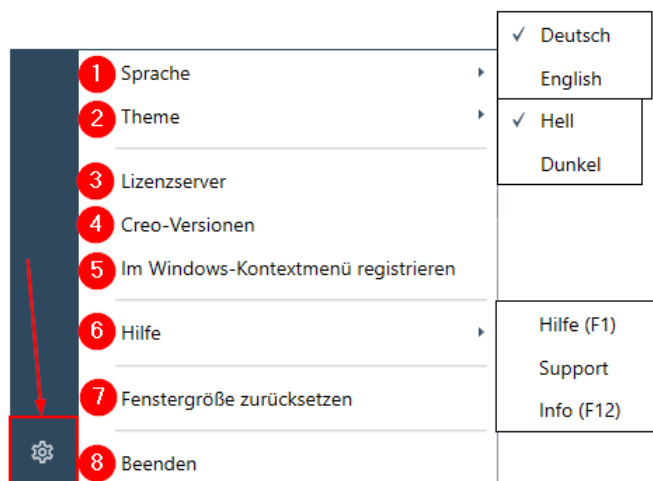 1 Sprache
Deutsch
English
2 Theme
Hell
Dunkel
3 Lizenzserver
4 Creo-Versionen
5 Im Windows-Kontextmenü registrieren
6 Hilfe
Hilfe (F1)
Support
Info (F12)
7 Fenstergröße zurücksetzen
8 Beenden